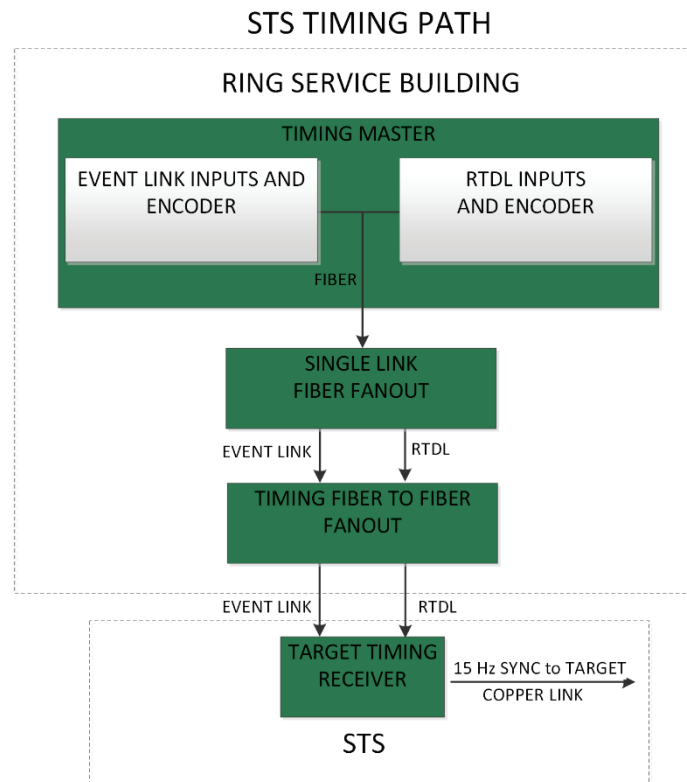 STS TIMING PATH
RING SERVICE BUILDING
TIMING MASTER
EVENT LINK INPUTS AND
ENCODER
RTDL INPUTS
AND ENCODER
FIBER
SINGLE LINK
FIBER FANOUT
EVENT LINK
RTDL
TIMING FIBER TO FIBER
FANOUT
EVENT LINK
RTDL
TARGET TIMING
RECEIVER
15 Hz SYNC to TARGET
COPPER LINK
STS